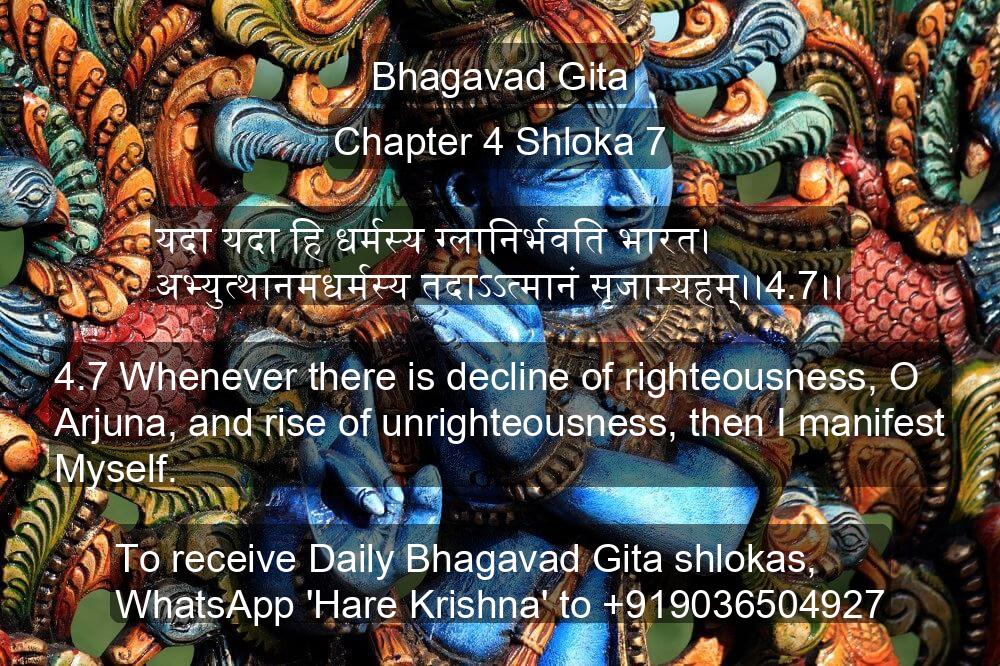 Bhagavad Gita
Chapter 4 Shloka 7
यदा यदा हि धर्मस्य ग्लानिर्भवति भारत।
अभ्युत्थानमधर्मस्य तदाऽऽत्मानं सृजाम्यहम्।।4.7।।
4.7 Whenever there is decline of righteousness, O
Arjuna, and rise of unrighteousness, then I manifest
Myself.
To receive Daily Bhagavad Gita shlokas,
WhatsApp 'Hare Krishna' to +919036504927